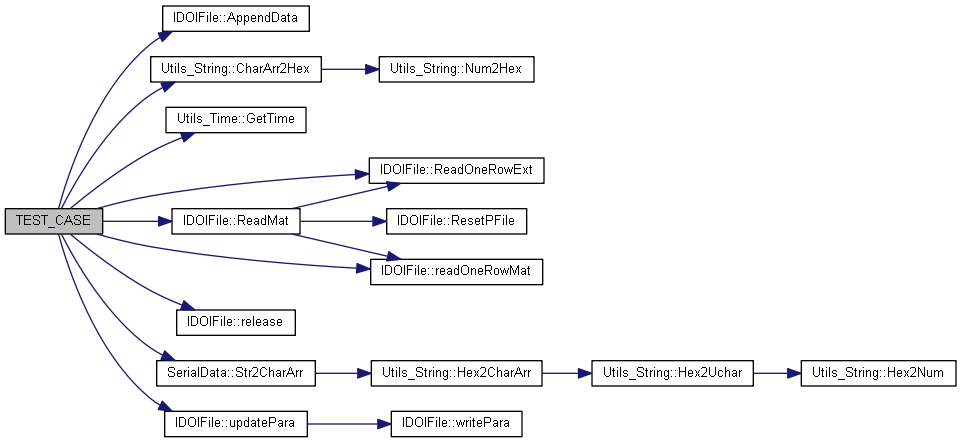 IDOIFile::AppendData
Utils_String::CharArr2Hex
Utils_String::Num2Hex
Utils_Time::GetTime
IDOIFile::ReadOneRowExt
TEST_CASE
IDOIFile::ReadMat
IDOIFile::ResetPFile
IDOIFile::readOneRowMat
IDOIFile::release
SerialData::Str2CharArr
Utils_String::Hex2CharArr
Utils_String::Hex2Uchar
Utils_String::Hex2Num
IDOIFile::updatePara
IDOIFile::writePara